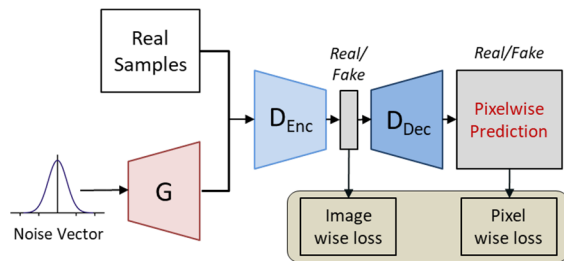 Real
Samples
Real/
Fake
Real/Fake
D_Enc
D_Dec
Pixelwise
Prediction
G
Noise Vector
Image
wise loss
Pixel
wise loss